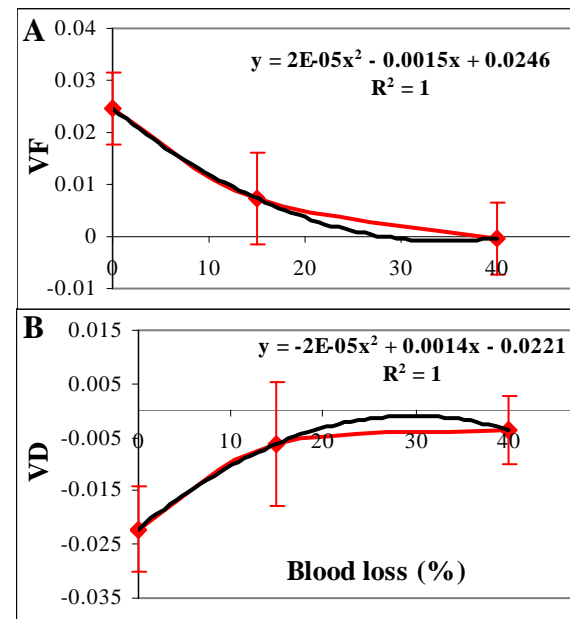 A
0.04
y = 2E-05x² - 0.0015x + 0.0246
R² = 1
0.03
0.02
VF
0.01
0
0 10 20 30 40
-0.01
B
0.015
y = -2E-05x² + 0.0014x - 0.0221
R² = 1
0.005
0 10 20 30 40
-0.005
VD
-0.015
-0.025
Blood loss (%)
-0.035